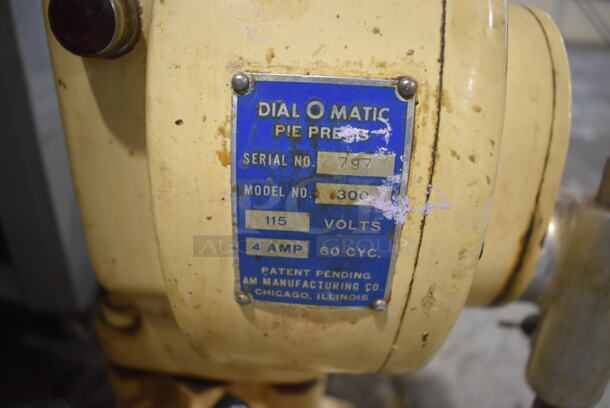 DIAL O MATIC
PIE PRESS
SERIAL NO. 797
MODEL NO. 300
115 VOLTS
4 AMP 60 CYC.
PATENT PENDING
AM MANUFACTURING CO.
CHICAGO, ILLINOIS